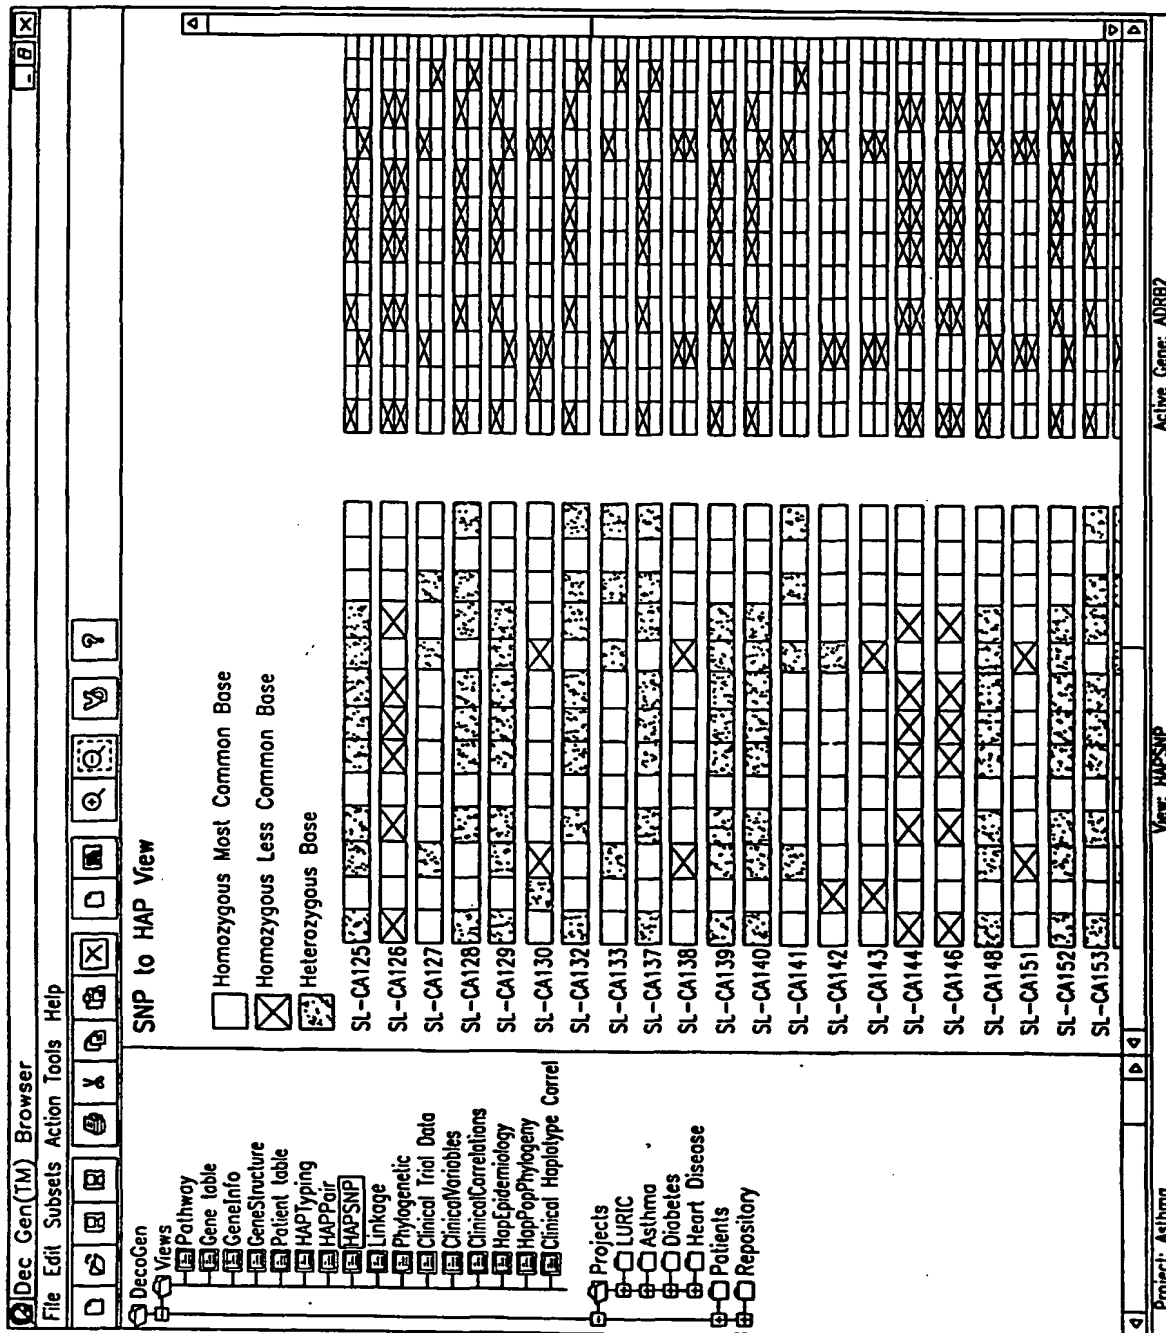 Dec Gen(TM) Browser
File Edit Subsets Action Tools Help
DecoGen
Views
Pathway
Gene table
GeneInfo
GeneStructure
Patient table
HAPTyping
HAPPair
HAPSNP
Linkage
Phylogenetic
Clinical Trial Data
ClinicalVariables
ClinicalCorrelations
HapEpidemiology
HapPopPhylogeny
Clinical Haplotype Correl
Projects
LURIC
Asthma
Diabetes
Heart Disease
Patients
Repository
SNP to HAP View
Homozygous Most Common Base
Homozygous Less Common Base
Heterozygous Base
SL-CA125
SL-CA126
SL-CA127
SL-CA128
SL-CA129
SL-CA130
SL-CA132
SL-CA133
SL-CA137
SL-CA138
SL-CA139
SL-CA140
SL-CA141
SL-CA142
SL-CA143
SL-CA144
SL-CA146
SL-CA148
SL-CA151
SL-CA152
SL-CA153
Project: Asthma
View: HAPSNP
Active Gene: ADRB2